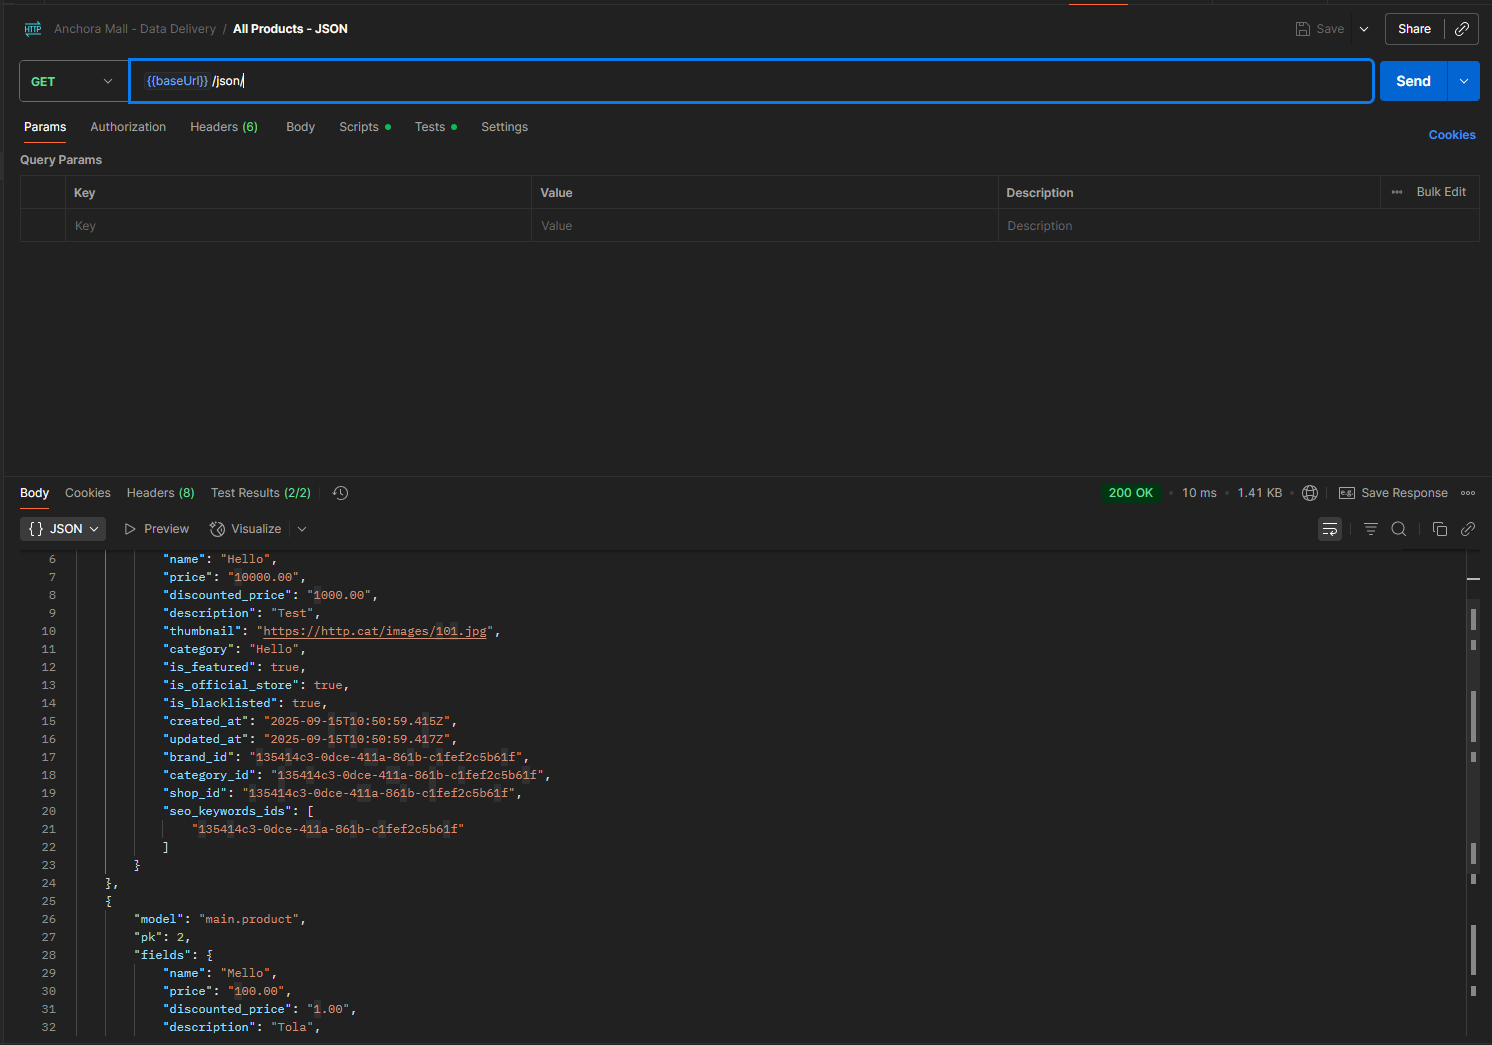 HTTP Anchora Mall - Data Delivery / All Products - JSON Save Share
GET {{baseUrl}} /json/ Send
Params Authorization Headers (6) Body Scripts Tests Settings Cookies
Query Params
Key Value Description Bulk Edit
Key Value Description
Body Cookies Headers (8) Test Results (2/2) 200 OK 10 ms 1.41 KB e.g. Save Response
{} JSON Preview Visualize
6 "name": "Hello",
7 "price": "10000.00",
8 "discounted_price": "1000.00",
9 "description": "Test",
10 "thumbnail": "https://http.cat/images/101.jpg",
11 "category": "Hello",
12 "is_featured": true,
13 "is_official_store": true,
14 "is_blacklisted": true,
15 "created_at": "2025-09-15T10:50:59.415Z",
16 "updated_at": "2025-09-15T10:50:59.417Z",
17 "brand_id": "135414c3-0dce-411a-861b-c1fef2c5b61f",
18 "category_id": "135414c3-0dce-411a-861b-c1fef2c5b61f",
19 "shop_id": "135414c3-0dce-411a-861b-c1fef2c5b61f",
20 "seo_keywords_ids": [
21 "135414c3-0dce-411a-861b-c1fef2c5b61f"
22 ]
23 }
24 },
25 {
26 "model": "main.product",
27 "pk": 2,
28 "fields": {
29 "name": "Mello",
30 "price": "100.00",
31 "discounted_price": "1.00",
32 "description": "Tola",